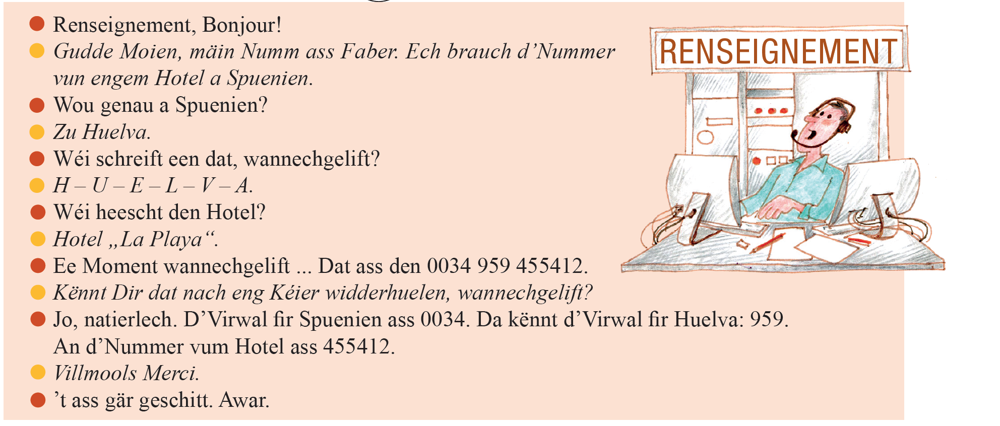 Renseignement, Bonjour!
Gudde Moien, mäin Numm ass Faber. Ech brauch d’Nummer
vun engem Hotel a Spuenien.
Wou genau a Spuenien?
Zu Huelva.
Wéi schreift een dat, wannechgelift?
H – U – E – L – V – A.
Wéi heescht den Hotel?
Hotel „La Playa“.
Ee Moment wannechgelift ... Dat ass den 0034 959 455412.
Kënnt Dir dat nach eng Kéier widderhuelen, wannechgelift?
Jo, natierlech. D’Virwal fir Spuenien ass 0034. Da kënnt d’Virwal fir Huelva: 959.
An d’Nummer vum Hotel ass 455412.
Villmools Merci.
’t ass gär geschitt. Awar.
RENSEIGNEMENT